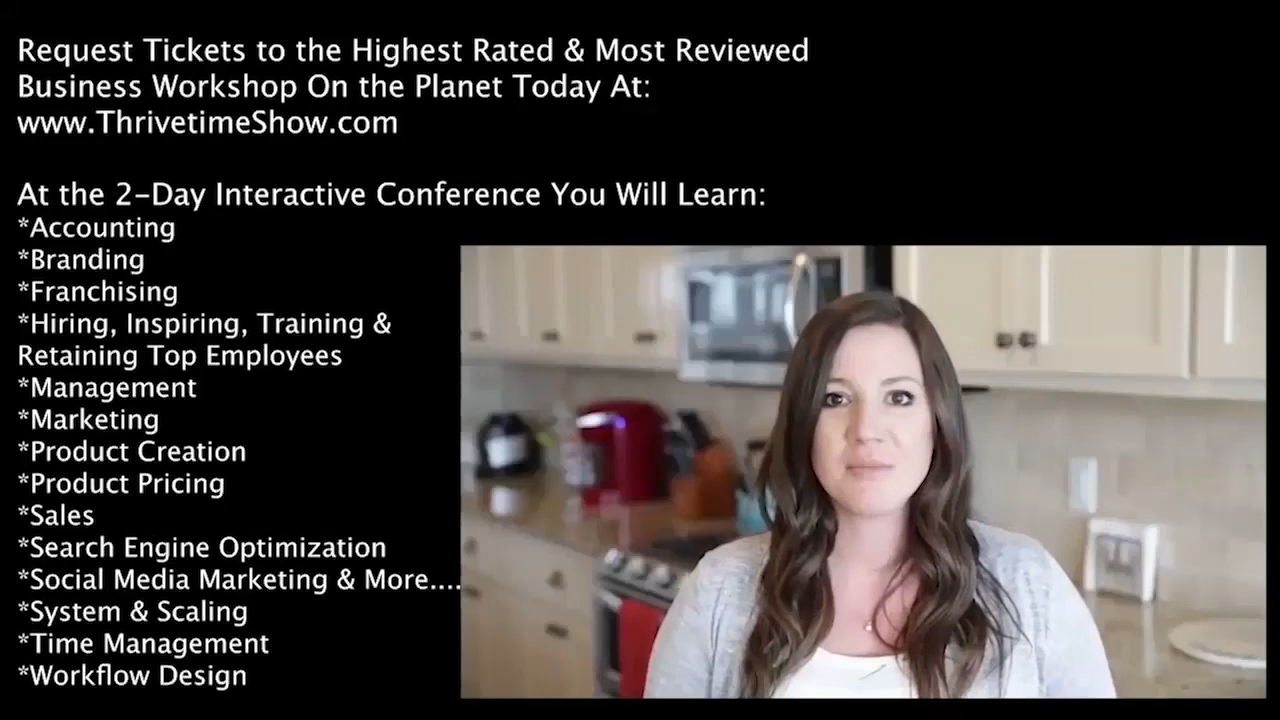 Request Tickets to the Highest Rated & Most Reviewed
Business Workshop On the Planet Today At:
www.ThrivetimeShow.com
At the 2-Day Interactive Conference You Will Learn:
*Accounting
*Branding
*Franchising
*Hiring, Inspiring, Training &
Retaining Top Employees
*Management
*Marketing
*Product Creation
*Product Pricing
*Sales
*Search Engine Optimization
*Social Media Marketing & More....
*System & Scaling
*Time Management
*Workflow Design